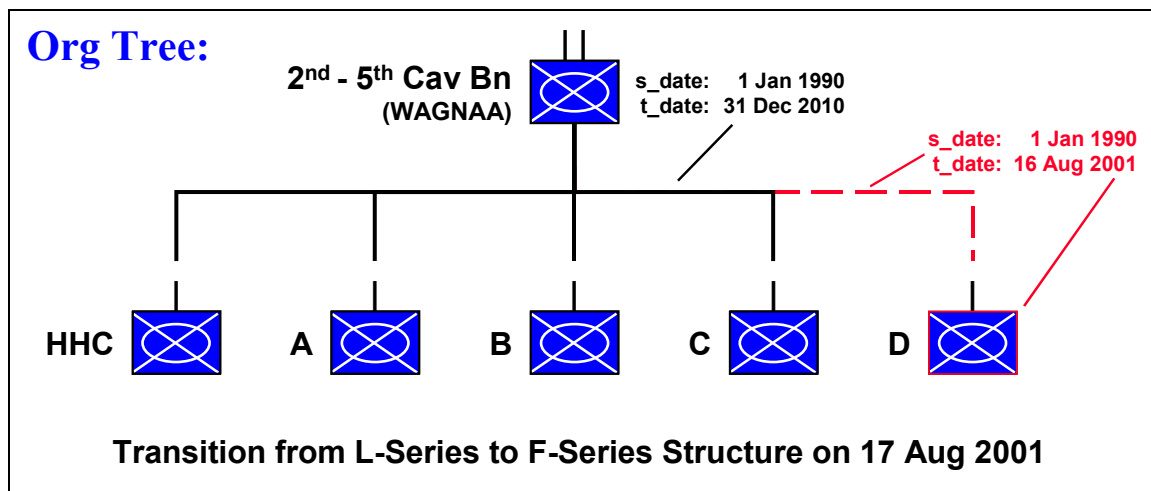 Org Tree:
2nd - 5th Cav Bn
(WAGNAA)
s_date: 1 Jan 1990
t_date: 31 Dec 2010
s_date: 1 Jan 1990
t_date: 16 Aug 2001
HHC A B C D
Transition from L-Series to F-Series Structure on 17 Aug 2001